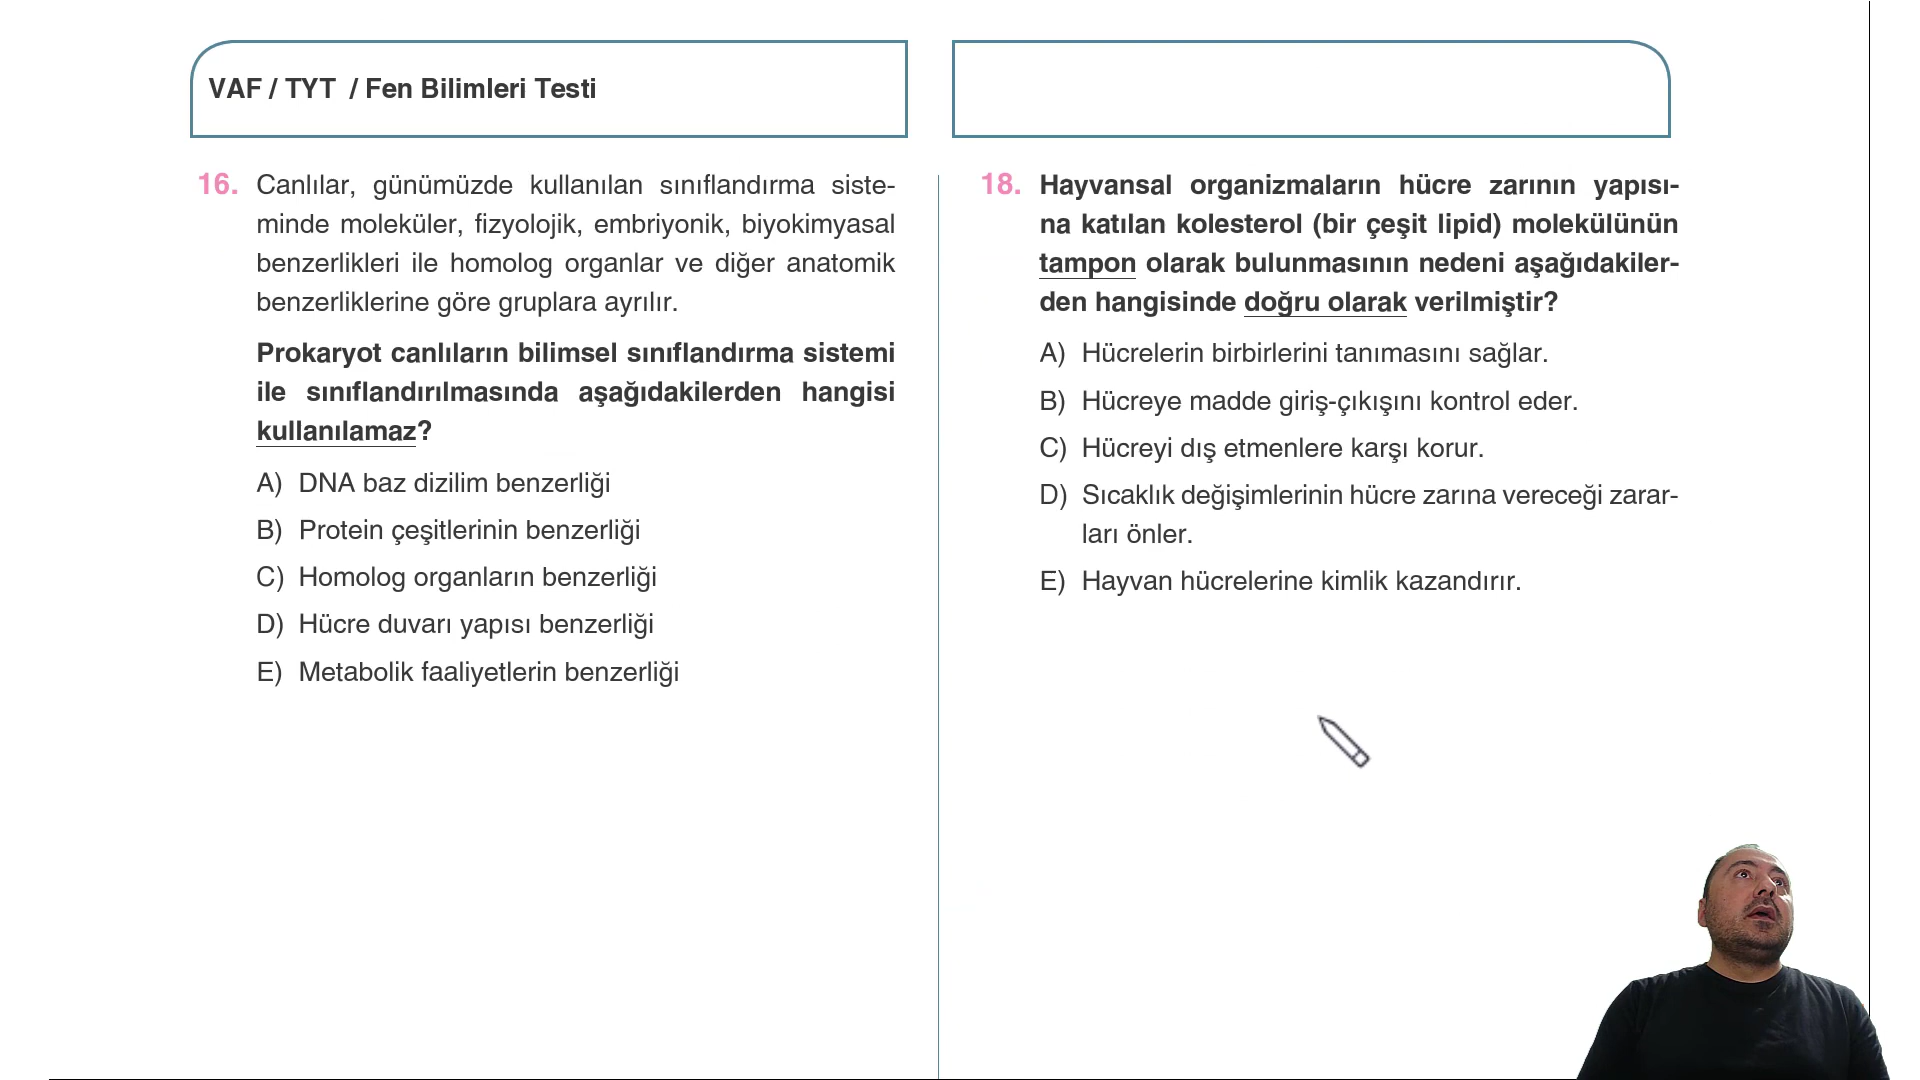 VAF / TYT / Fen Bilimleri Testi
16. Canlılar, günümüzde kullanılan sınıflandırma siste-
minde moleküler, fizyolojik, embriyonik, biyokimyasal
benzerlikleri ile homolog organlar ve diğer anatomik
benzerliklerine göre gruplara ayrılır.
Prokaryot canlıların bilimsel sınıflandırma sistemi
ile sınıflandırılmasında aşağıdakilerden hangisi
kullanılamaz?
A) DNA baz dizilim benzerliği
B) Protein çeşitlerinin benzerliği
C) Homolog organların benzerliği
D) Hücre duvarı yapısı benzerliği
E) Metabolik faaliyetlerin benzerliği
18. Hayvansal organizmaların hücre zarının yapısı-
na katılan kolesterol (bir çeşit lipid) molekülünün
tampon olarak bulunmasının nedeni aşağıdakiler-
den hangisinde doğru olarak verilmiştir?
A) Hücrelerin birbirlerini tanımasını sağlar.
B) Hücreye madde giriş-çıkışını kontrol eder.
C) Hücreyi dış etmenlere karşı korur.
D) Sıcaklık değişimlerinin hücre zarına vereceği zarar-
ları önler.
E) Hayvan hücrelerine kimlik kazandırır.